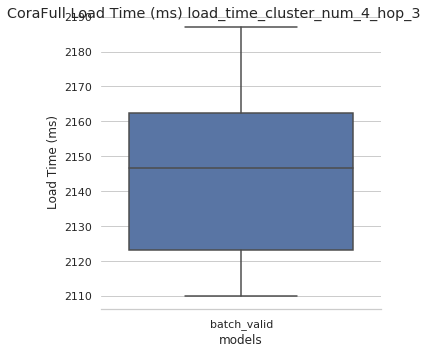 CoraFull Load Time (ms) load_time_cluster_num_4_hop_3
2190
2180
2170
2160
2150
2140
2130
2120
2110
Load Time (ms)
batch_valid
models